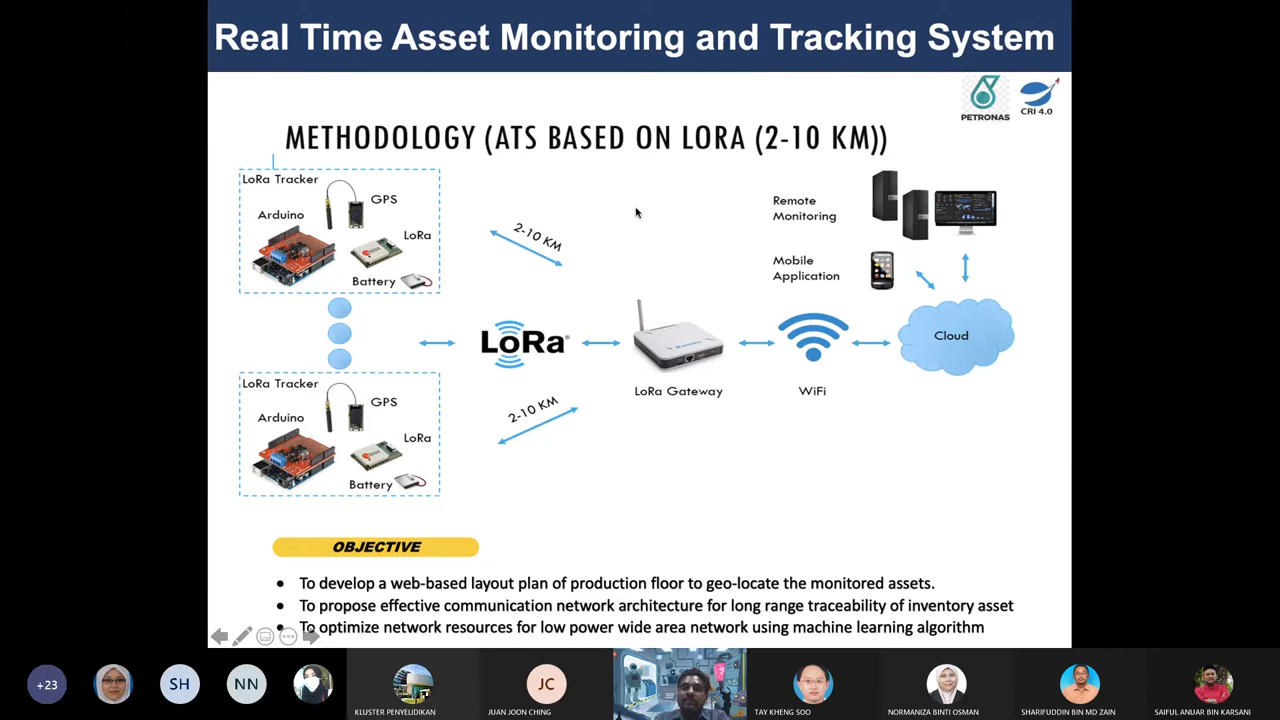 Real Time Asset Monitoring and Tracking System
PETRONAS
CRI 4.0
METHODOLOGY (ATS BASED ON LORA (2-10 KM))
LoRa Tracker
GPS
Arduino
LoRa
Battery
2-10 KM
Remote
Monitoring
Mobile
Application
LoRa
LoRa Gateway
WiFi
Cloud
LoRa Tracker
GPS
Arduino
LoRa
Battery
2-10 KM
OBJECTIVE
• To develop a web-based layout plan of production floor to geo-locate the monitored assets.
• To propose effective communication network architecture for long range traceability of inventory asset
• To optimize network resources for low power wide area network using machine learning algorithm
+23
SH
NN
KLUSTER PENYELIDIKAN
JC
JUAN JOON CHING
TAY KHENG SOO
NORMANIZA BINTI OSMAN
SHARIFUDDIN BIN MD ZAIN
SAIFUL ANUAR BIN KARSANI